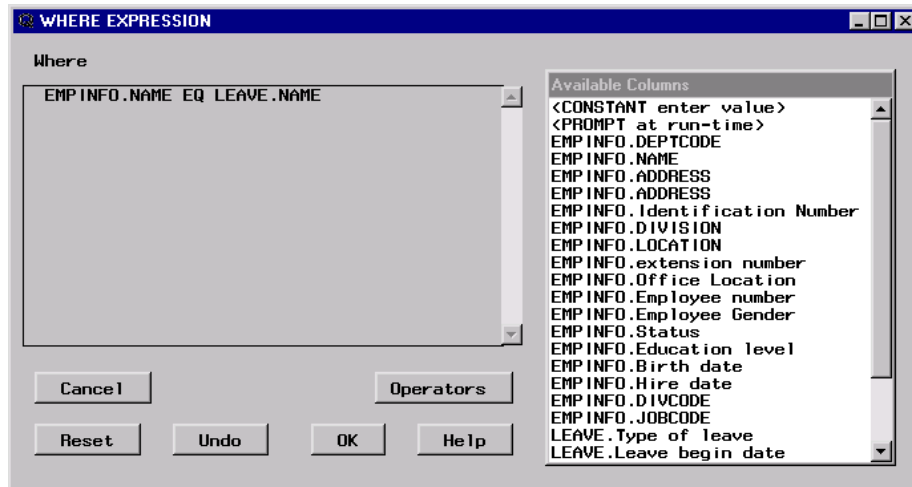 WHERE EXPRESSION
Where
EMPINFO.NAME EQ LEAVE.NAME
Available Columns
<CONSTANT enter value>
<PROMPT at run-time>
EMPINFO.DEPTCODE
EMPINFO.NAME
EMPINFO.ADDRESS
EMPINFO.ADDRESS
EMPINFO.Identification Number
EMPINFO.DIVISION
EMPINFO.LOCATION
EMPINFO.extension number
EMPINFO.Office Location
EMPINFO.Employee number
EMPINFO.Employee Gender
EMPINFO.Status
EMPINFO.Education level
EMPINFO.Birth date
EMPINFO.Hire date
EMPINFO.DIVCODE
EMPINFO.JOBCODE
LEAVE.Type of leave
LEAVE.Leave begin date
Cancel Operators
Reset Undo OK Help